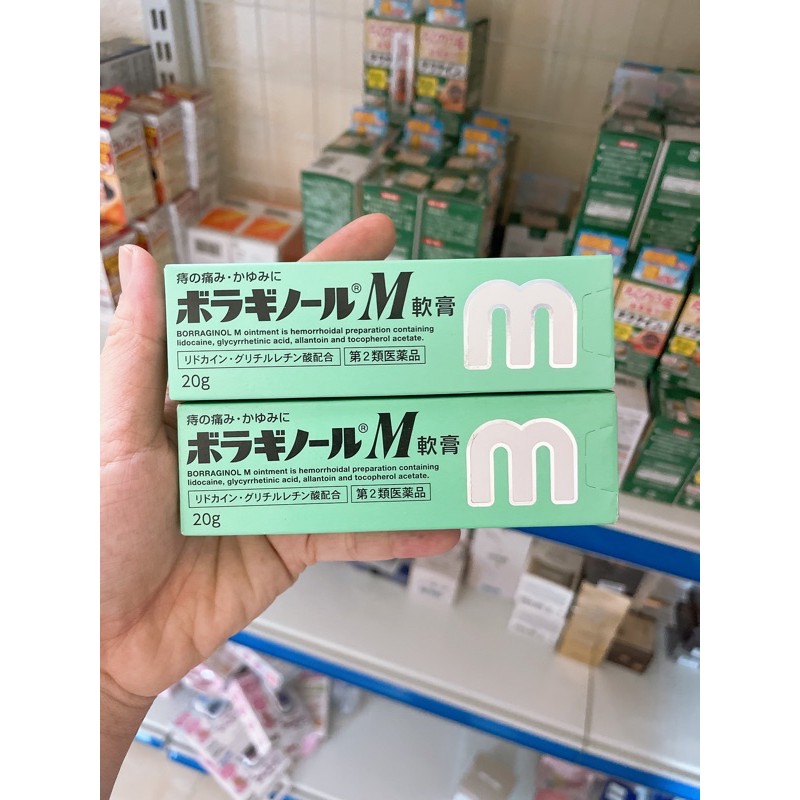 痔の痛み・かゆみに
ボラギノール® M 軟膏
BORRAGINOL M ointment is hemorrhoidal preparation containing
lidocaine, glycyrrhetinic acid, allantoin and tocopherol acetate.
リドカイン・グリチルレチン酸配合 第2類医薬品
20g
m
痔の痛み・かゆみに
ボラギノール® M 軟膏
BORRAGINOL M ointment is hemorrhoidal preparation containing
lidocaine, glycyrrhetinic acid, allantoin and tocopherol acetate.
リドカイン・グリチルレチン酸配合 第2類医薬品
20g
m